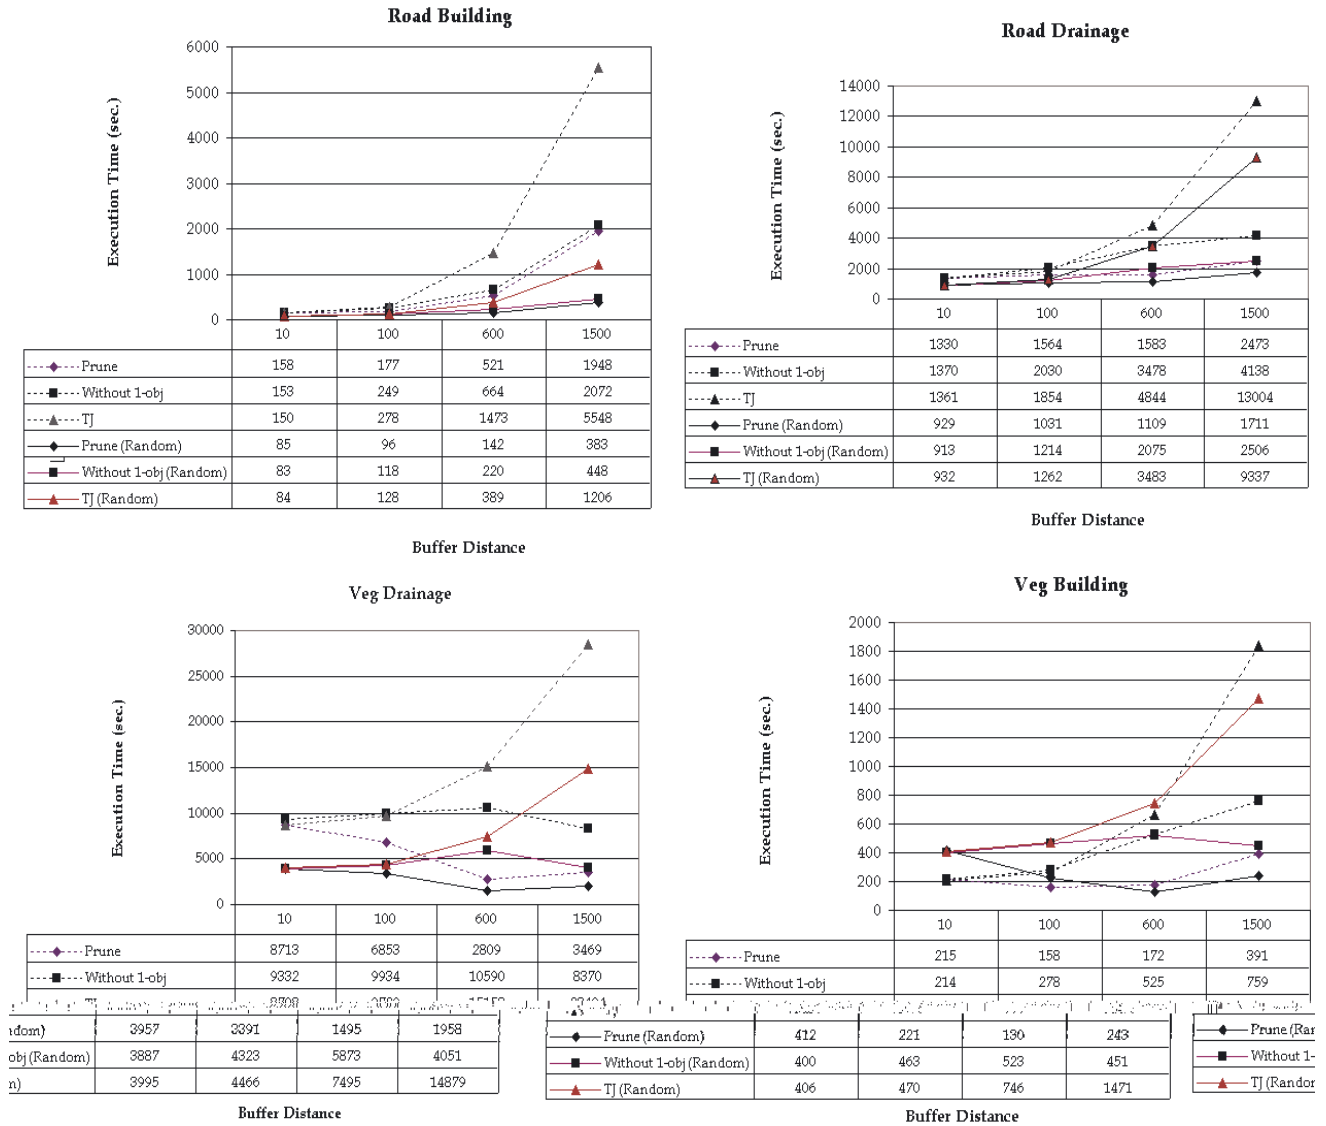 Road Building
6000
5000
4000
3000
2000
1000
0
Execution Time (sec.)
10 100 600 1500
Prune 158 177 521 1948
Without 1-obj 153 249 664 2072
TJ 150 278 1473 5548
Prune (Random) 85 96 142 383
Without 1-obj (Random) 83 118 220 448
TJ (Random) 84 128 389 1206
Buffer Distance
Road Drainage
14000
12000
10000
8000
6000
4000
2000
0
Execution Time (sec.)
10 100 600 1500
Prune 1330 1564 1583 2473
Without 1-obj 1370 2030 3478 4138
TJ 1361 1854 4844 13004
Prune (Random) 929 1031 1109 1711
Without 1-obj (Random) 913 1214 2075 2506
TJ (Random) 932 1262 3483 9337
Buffer Distance
Veg Drainage
30000
25000
20000
15000
10000
5000
0
Execution Time (sec.)
10 100 600 1500
Prune 8713 6853 2809 3469
Without 1-obj 9332 9934 10590 8370
ndom) 3957 3391 1495 1958
obj (Random) 3887 4323 5873 4051
n) 3995 4466 7495 14879
Buffer Distance
Veg Building
2000
1800
1600
1400
1200
1000
800
600
400
200
0
Execution Time (sec.)
10 100 600 1500
Prune 215 158 172 391
Without 1-obj 214 278 525 759
Prune (Random) 412 221 130 243
Without 1-obj (Random) 400 463 523 451
TJ (Random) 406 470 746 1471
Buffer Distance
Prune (Rar
Without 1-
TJ (Randor